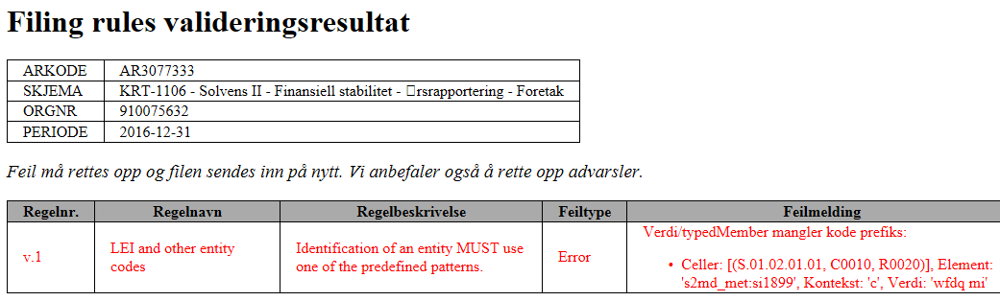 Filing rules valideringsresultat
ARKODE AR3077333
SKJEMA KRT-1106 - Solvens II - Finansiell stabilitet - □rsrapportering - Foretak
ORGNR 910075632
PERIODE 2016-12-31
Feil må rettes opp og filen sendes inn på nytt. Vi anbefaler også å rette opp advarsler.
Regelnr. Regelnavn Regelbeskrivelse Feiltype Feilmelding
v.1
LEI and other entity
codes
Identification of an entity MUST use
one of the predefined patterns.
Error
Verdi/typedMember mangler kode prefiks:
• Celler: [(S.01.02.01.01, C0010, R0020)], Element:
's2md_met:si1899', Kontekst: 'c', Verdi: 'wfdq mi'